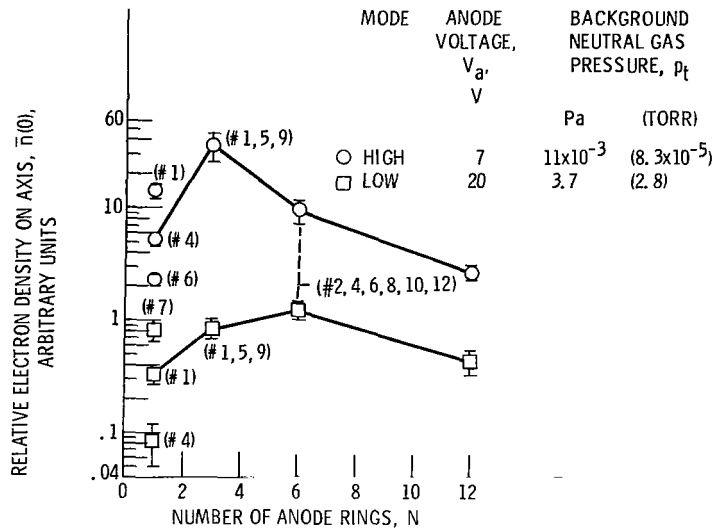 MODE ANODE BACKGROUND
VOLTAGE, NEUTRAL GAS
Va, PRESSURE, pt
V
Pa (TORR)
HIGH 7 11x10-3 (8.3x10-5)
LOW 20 3.7 (2.8)
RELATIVE ELECTRON DENSITY ON AXIS, n̄(0),
ARBITRARY UNITS
60
10
1
.1
.04
(#1)
(#4)
(#6)
(#7)
(#1)
(#4)
(#1,5,9)
(#1,5,9)
(#2,4,6,8,10,12)
0 2 4 6 8 10 12
NUMBER OF ANODE RINGS, N